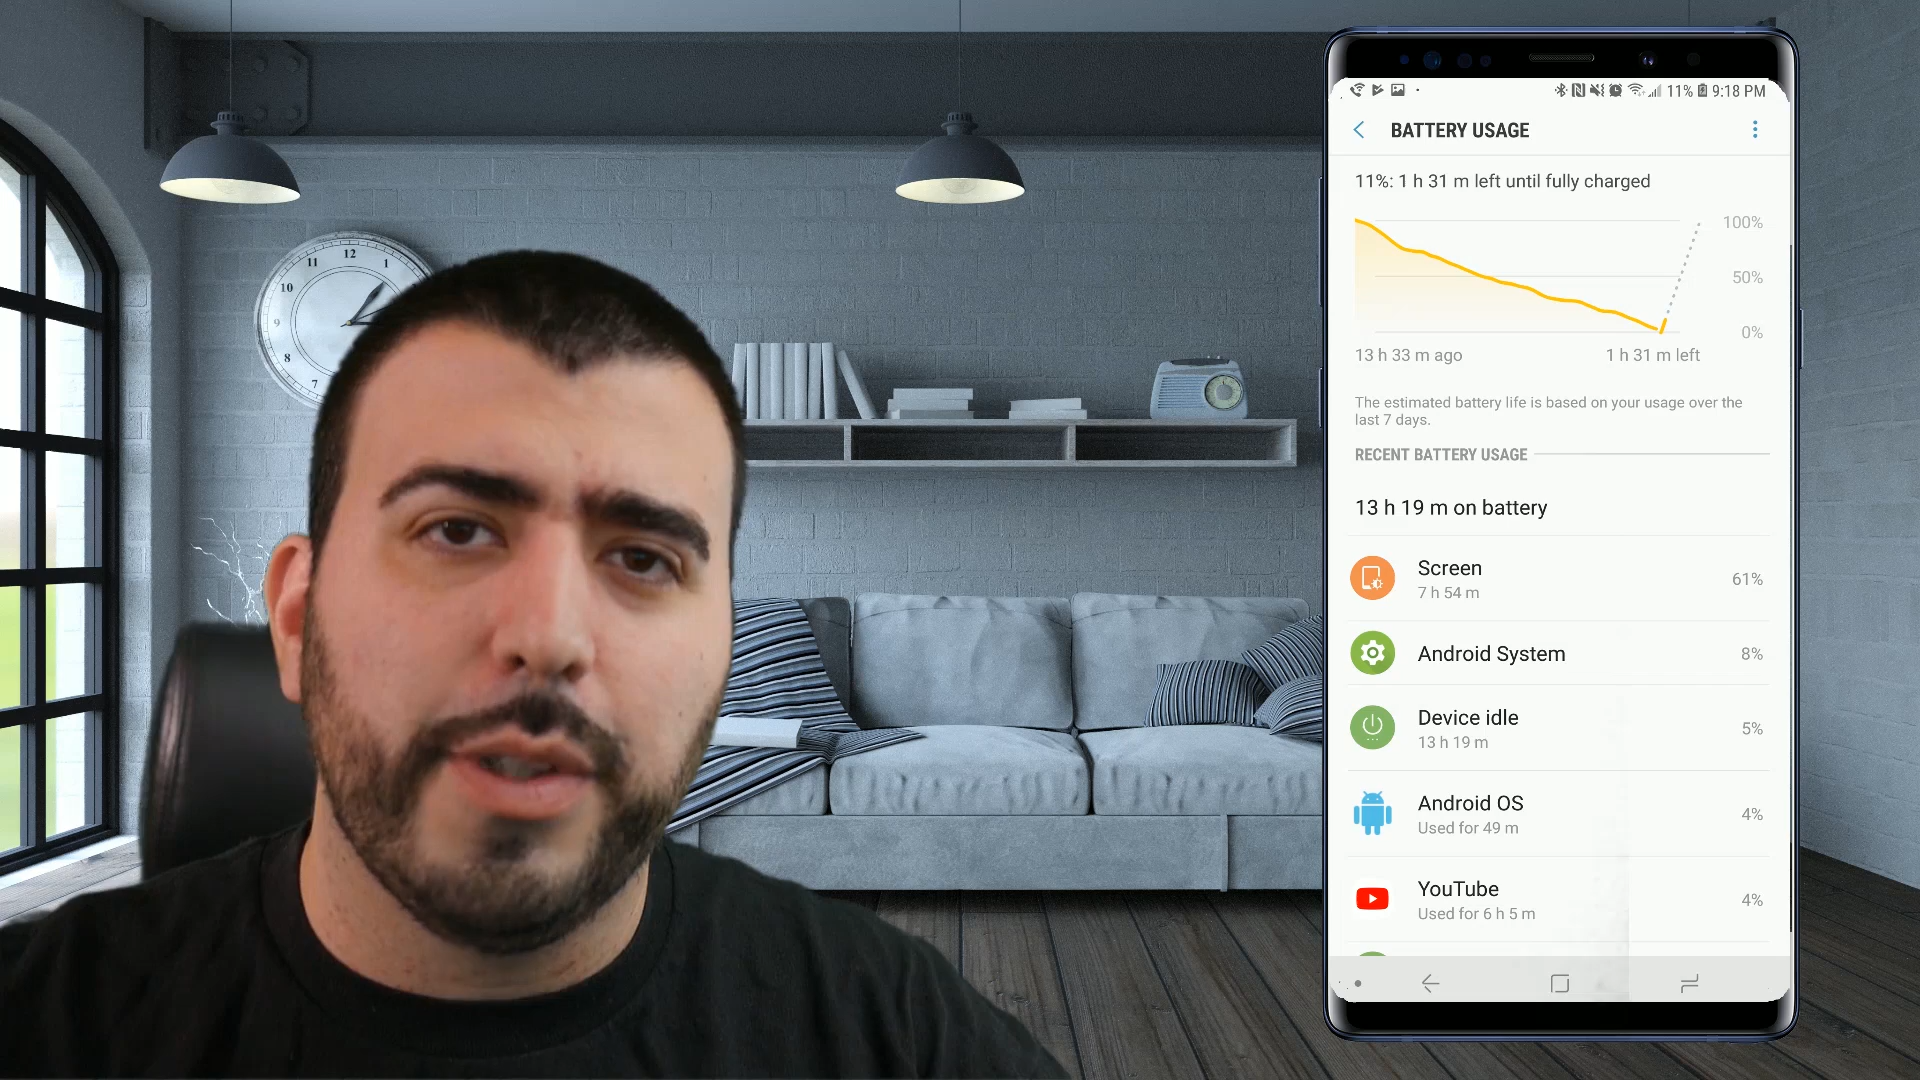 12
11
1
10
9
8
7
11% 9:18 PM
BATTERY USAGE
11%: 1 h 31 m left until fully charged
100%
50%
0%
13 h 33 m ago
1 h 31 m left
The estimated battery life is based on your usage over the
last 7 days.
RECENT BATTERY USAGE
13 h 19 m on battery
Screen
7 h 54 m
61%
Android System
8%
Device idle
13 h 19 m
5%
Android OS
Used for 49 m
4%
YouTube
Used for 6 h 5 m
4%